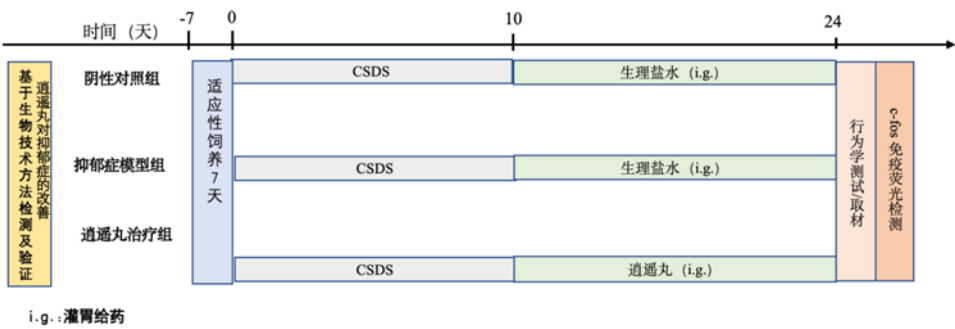 时间（天）
-7
0
10
24
基于生物技术方法检测及验证
逍遥丸对抑郁症的改善
适应性饲养7天
阴性对照组
CSDS
生理盐水（i.g.）
抑郁症模型组
CSDS
生理盐水（i.g.）
逍遥丸治疗组
CSDS
逍遥丸（i.g.）
行为学测试/取材
c-fos 免疫荧光检测
i.g.:灌胃给药